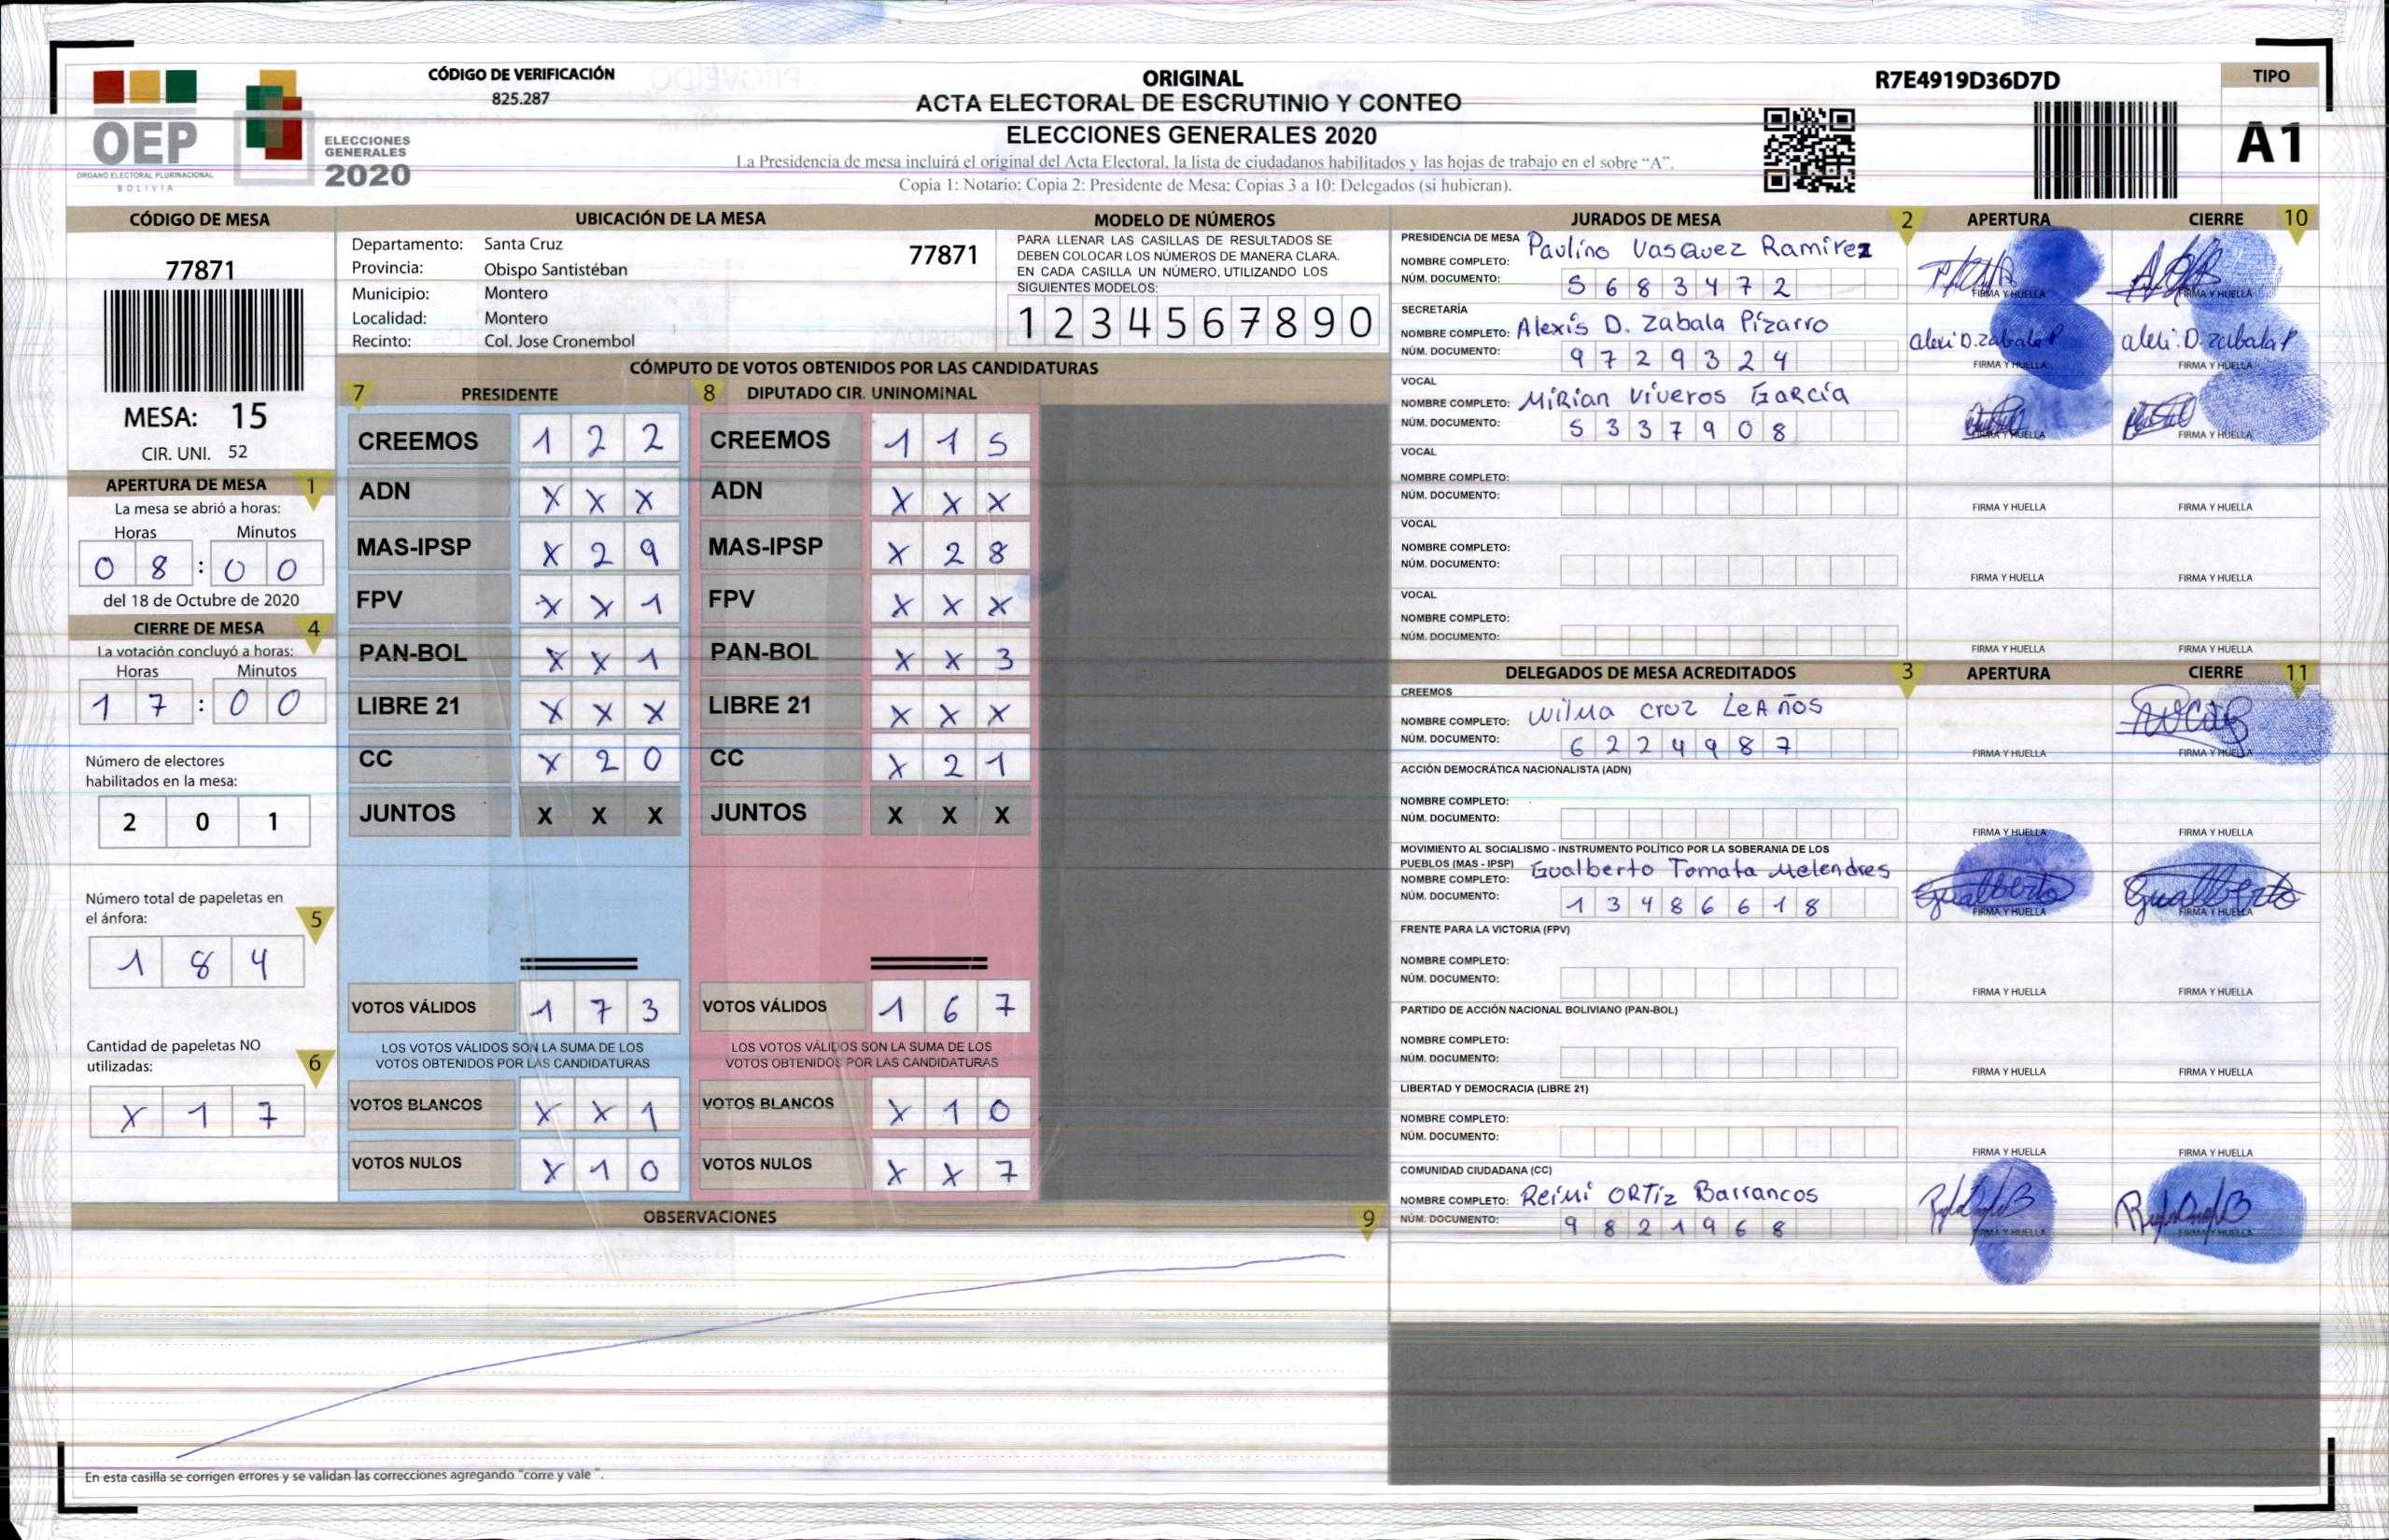 CÓDIGO DE VERIFICACIÓN
825.287
OEP
ÓRGANO ELECTORAL PLURINACIONAL
BOLIVIA
ELECCIONES
GENERALES
2020
ORIGINAL
ACTA ELECTORAL DE ESCRUTINIO Y CONTEO
ELECCIONES GENERALES 2020
La Presidencia de mesa incluirá el original del Acta Electoral, la lista de ciudadanos habilitados y las hojas de trabajo en el sobre “A”.
Copia 1: Notario; Copia 2: Presidente de Mesa; Copias 3 a 10: Delegados (si hubieran).
R7E4919D36D7D
TIPO
A1
CÓDIGO DE MESA
77871
MESA: 15
CIR. UNI. 52
APERTURA DE MESA 1
La mesa se abrió a horas:
Horas Minutos
0 8 : 0 0
del 18 de Octubre de 2020
CIERRE DE MESA 4
La votación concluyó a horas:
Horas Minutos
1 7 : 0 0
Número de electores
habilitados en la mesa:
2 0 1
Número total de papeletas en
el ánfora: 5
1 8 4
Cantidad de papeletas NO
utilizadas: 6
X 1 7
UBICACIÓN DE LA MESA
Departamento: Santa Cruz 77871
Provincia: Obispo Santistéban
Municipio: Montero
Localidad: Montero
Recinto: Col. Jose Cronembol
MODELO DE NÚMEROS
PARA LLENAR LAS CASILLAS DE RESULTADOS SE
DEBEN COLOCAR LOS NÚMEROS DE MANERA CLARA.
EN CADA CASILLA UN NÚMERO, UTILIZANDO LOS
SIGUIENTES MODELOS:
1 2 3 4 5 6 7 8 9 0
CÓMPUTO DE VOTOS OBTENIDOS POR LAS CANDIDATURAS
7 PRESIDENTE 8 DIPUTADO CIR. UNINOMINAL
CREEMOS 1 2 2 CREEMOS 1 1 5
ADN X X X ADN X X X
MAS-IPSP X 2 9 MAS-IPSP X 2 8
FPV X X 1 FPV X X X
PAN-BOL X X 1 PAN-BOL X X 3
LIBRE 21 X X X LIBRE 21 X X X
CC X 2 0 CC X 2 1
JUNTOS X X X JUNTOS X X X
VOTOS VÁLIDOS 1 7 3 VOTOS VÁLIDOS 1 6 7
LOS VOTOS VÁLIDOS SON LA SUMA DE LOS LOS VOTOS VÁLIDOS SON LA SUMA DE LOS
VOTOS OBTENIDOS POR LAS CANDIDATURAS VOTOS OBTENIDOS POR LAS CANDIDATURAS
VOTOS BLANCOS X X 1 VOTOS BLANCOS X 1 0
VOTOS NULOS X 1 0 VOTOS NULOS X X 7
OBSERVACIONES 9
En esta casilla se corrigen errores y se validan las correcciones agregando "corre y vale".
JURADOS DE MESA 2 APERTURA CIERRE 10
PRESIDENCIA DE MESA
NOMBRE COMPLETO: Paulino Vasquez Ramirez
NÚM. DOCUMENTO: 5 6 8 3 4 7 2
FIRMA Y HUELLA FIRMA Y HUELLA
SECRETARÍA
NOMBRE COMPLETO: Alexis D. Zabala Pizarro
NÚM. DOCUMENTO: 9 7 2 9 3 2 4
alexi D. zabala P aleli. D. zabala P
FIRMA Y HUELLA FIRMA Y HUELLA
VOCAL
NOMBRE COMPLETO: Mirian Viveros García
NÚM. DOCUMENTO: 5 3 3 7 9 0 8
FIRMA Y HUELLA FIRMA Y HUELLA
VOCAL
NOMBRE COMPLETO:
NÚM. DOCUMENTO:
FIRMA Y HUELLA FIRMA Y HUELLA
VOCAL
NOMBRE COMPLETO:
NÚM. DOCUMENTO:
FIRMA Y HUELLA FIRMA Y HUELLA
VOCAL
NOMBRE COMPLETO:
NÚM. DOCUMENTO:
FIRMA Y HUELLA FIRMA Y HUELLA
DELEGADOS DE MESA ACREDITADOS 3 APERTURA CIERRE 11
CREEMOS
NOMBRE COMPLETO: Wilma Cruz LeAños
NÚM. DOCUMENTO: 6 2 2 4 9 8 7
FIRMA Y HUELLA FIRMA Y HUELLA
ACCIÓN DEMOCRÁTICA NACIONALISTA (ADN)
NOMBRE COMPLETO:
NÚM. DOCUMENTO:
FIRMA Y HUELLA FIRMA Y HUELLA
MOVIMIENTO AL SOCIALISMO - INSTRUMENTO POLÍTICO POR LA SOBERANIA DE LOS
PUEBLOS (MAS - IPSP)
NOMBRE COMPLETO: Gualberto Tomata Melendres
NÚM. DOCUMENTO: 1 3 4 8 6 6 1 8
Gualberto Gualberto
FIRMA Y HUELLA FIRMA Y HUELLA
FRENTE PARA LA VICTORIA (FPV)
NOMBRE COMPLETO:
NÚM. DOCUMENTO:
FIRMA Y HUELLA FIRMA Y HUELLA
PARTIDO DE ACCIÓN NACIONAL BOLIVIANO (PAN-BOL)
NOMBRE COMPLETO:
NÚM. DOCUMENTO:
FIRMA Y HUELLA FIRMA Y HUELLA
LIBERTAD Y DEMOCRACIA (LIBRE 21)
NOMBRE COMPLETO:
NÚM. DOCUMENTO:
FIRMA Y HUELLA FIRMA Y HUELLA
COMUNIDAD CIUDADANA (CC)
NOMBRE COMPLETO: Reimi ORTiz Barrancos
NÚM. DOCUMENTO: 9 8 2 1 9 6 8
FIRMA Y HUELLA FIRMA Y HUELLA